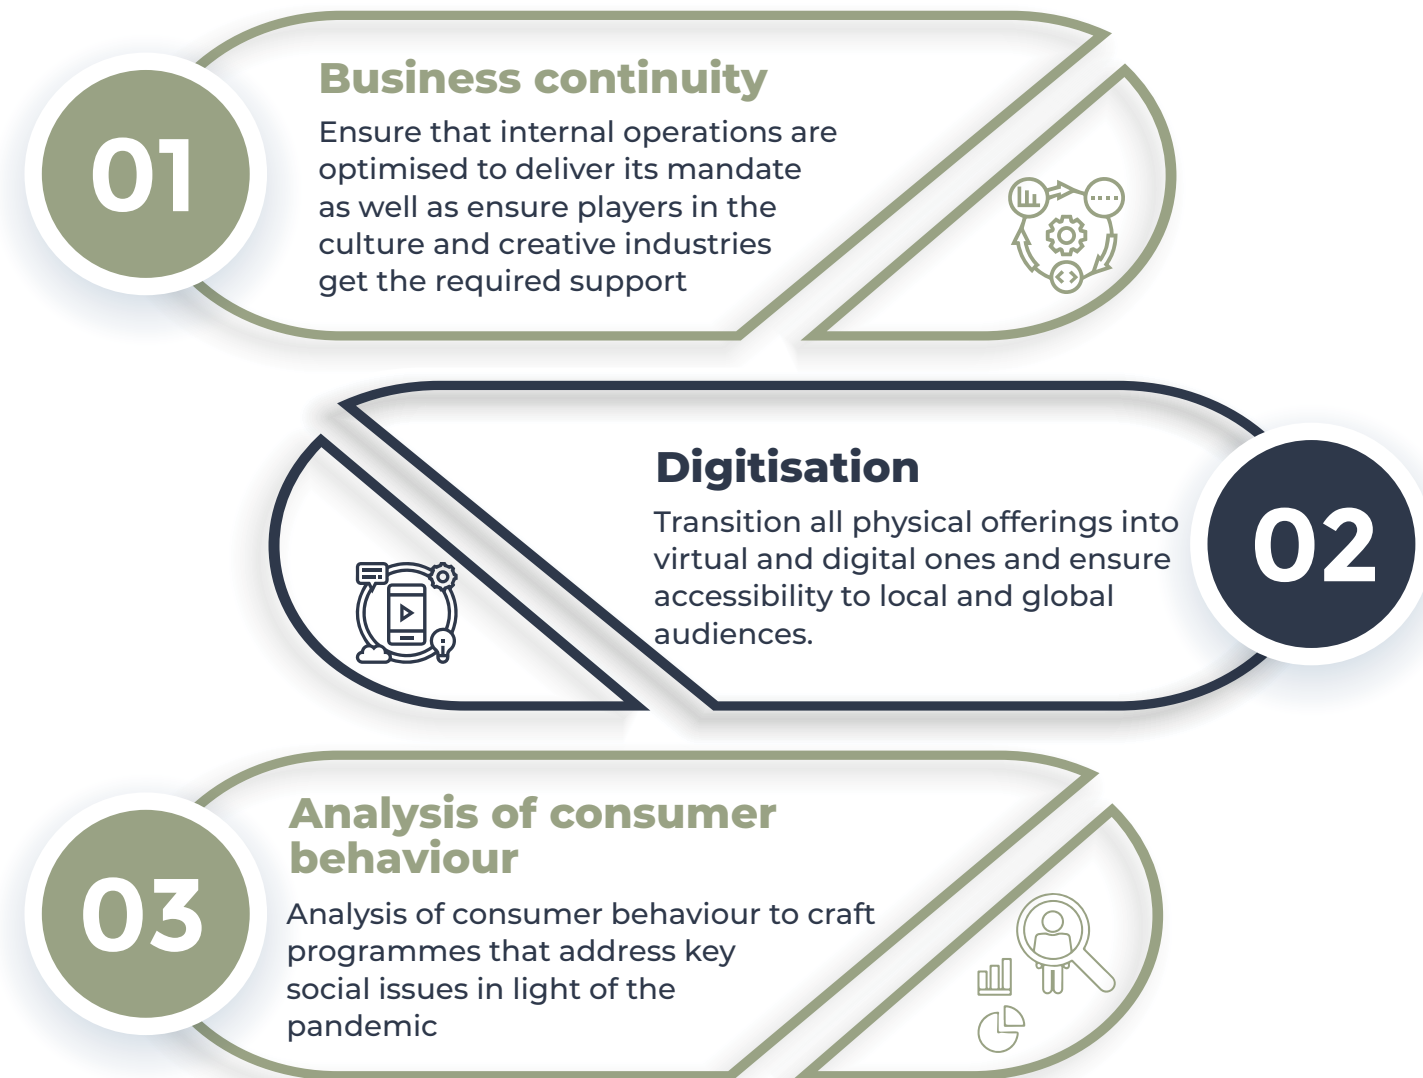 01
Business continuity
Ensure that internal operations are
optimised to deliver its mandate
as well as ensure players in the
culture and creative industries
get the required support
Digitisation
Transition all physical offerings into
virtual and digital ones and ensure
accessibility to local and global
audiences.
02
03
Analysis of consumer
behaviour
Analysis of consumer behaviour to craft
programmes that address key
social issues in light of the
pandemic